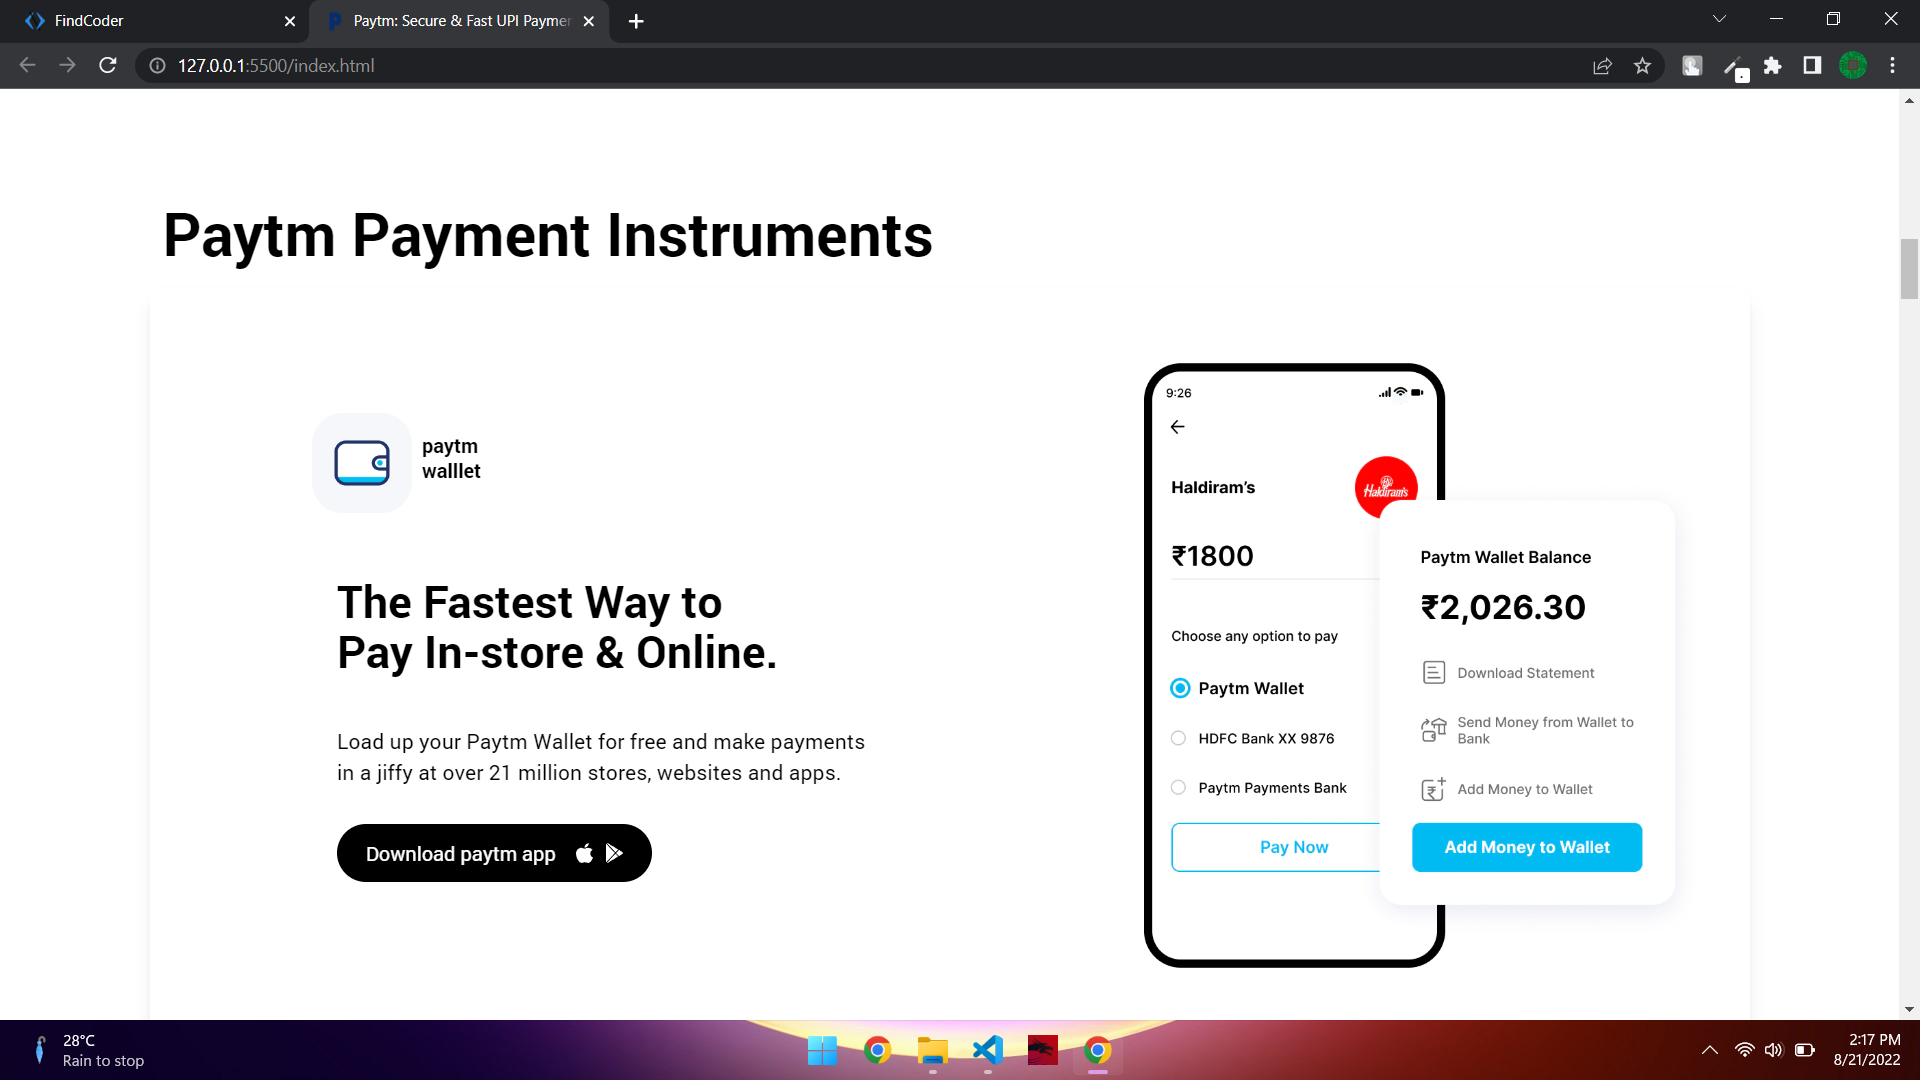 FindCoder
Paytm: Secure & Fast UPI Paymen
127.0.0.1:5500/index.html
Paytm Payment Instruments
paytm
walllet
The Fastest Way to
Pay In-store & Online.
Load up your Paytm Wallet for free and make payments
in a jiffy at over 21 million stores, websites and apps.
Download paytm app
9:26
Haldiram’s
Haldiram's
₹1800
Choose any option to pay
Paytm Wallet
HDFC Bank XX 9876
Paytm Payments Bank
Pay Now
Paytm Wallet Balance
₹2,026.30
Download Statement
Send Money from Wallet to
Bank
Add Money to Wallet
Add Money to Wallet
28°C
Rain to stop
2:17 PM
8/21/2022